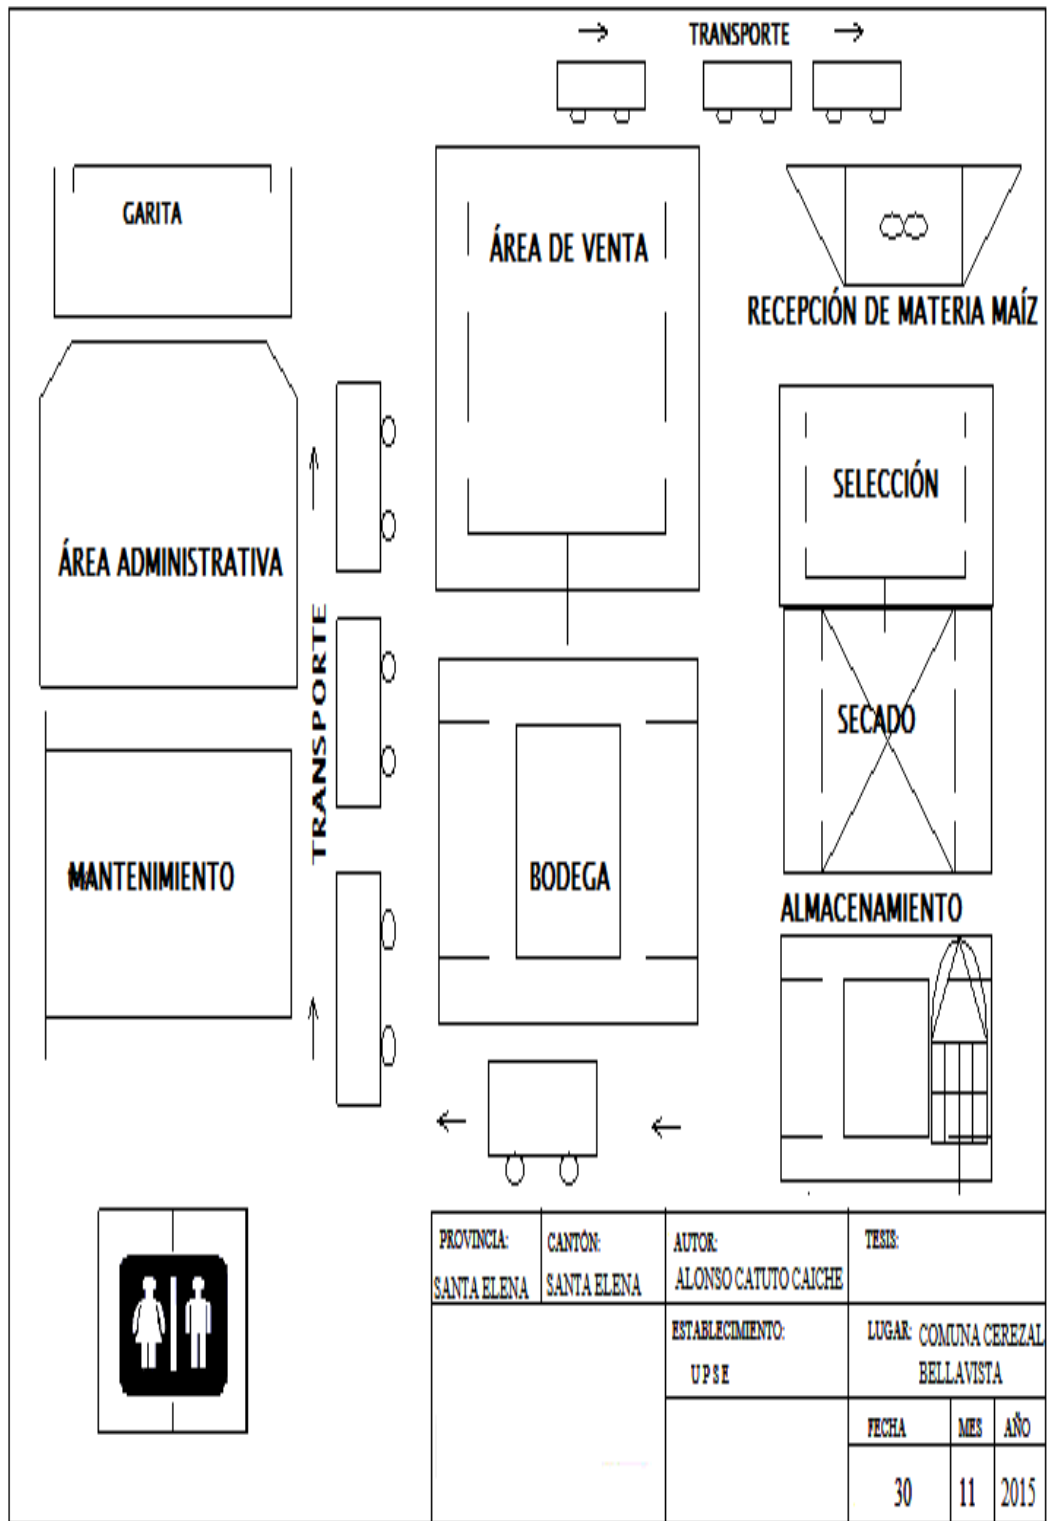 TRANSPORTE
GARITA
ÁREA DE VENTA
RECEPCIÓN DE MATERIA MAÍZ
SELECCIÓN
ÁREA ADMINISTRATIVA
TRANSPORTE
SECADO
MANTENIMIENTO
BODEGA
ALMACENAMIENTO
PROVINCIA:
SANTA ELENA
CANTÓN:
SANTA ELENA
AUTOR:
ALONSO CATUTO CAICHE
TESIS:
ESTABLECIMIENTO:
UPSE
LUGAR: COMUNA CEREZAL
BELLAVISTA
FECHA MES AÑO
30 11 2015